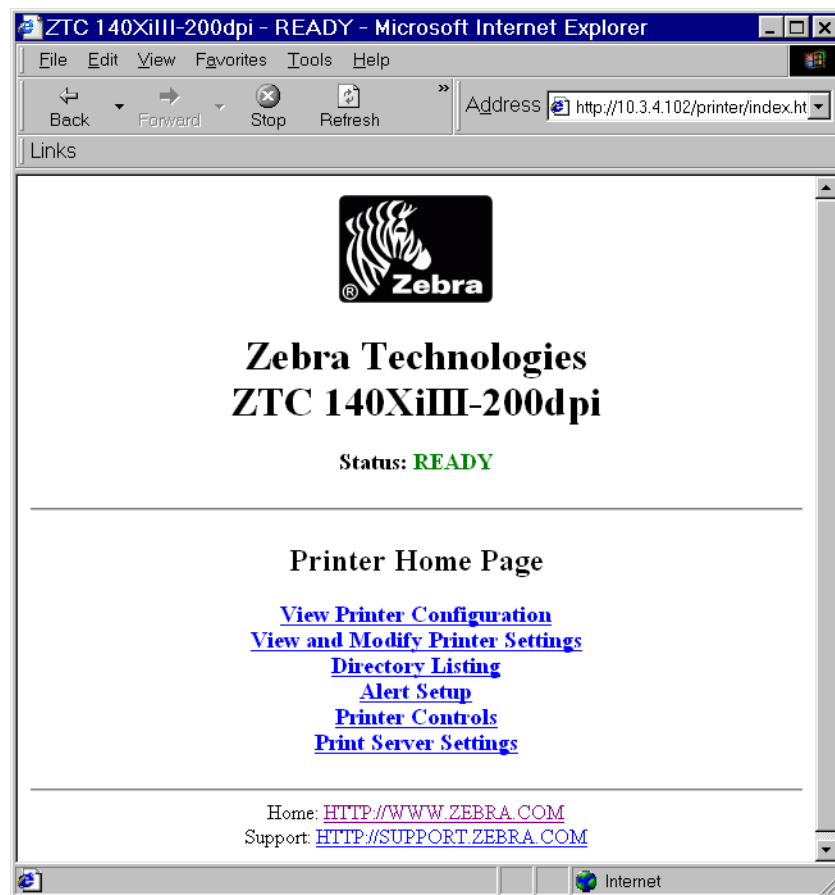 ZTC 140XiIII-200dpi - READY - Microsoft Internet Explorer
File Edit View Favorites Tools Help
Back Forward Stop Refresh » Address http://10.3.4.102/printer/index.ht
Links
Zebra
®
Zebra Technologies
ZTC 140XiIII-200dpi
Status: READY
Printer Home Page
View Printer Configuration
View and Modify Printer Settings
Directory Listing
Alert Setup
Printer Controls
Print Server Settings
Home: HTTP://WWW.ZEBRA.COM
Support: HTTP://SUPPORT.ZEBRA.COM
Internet